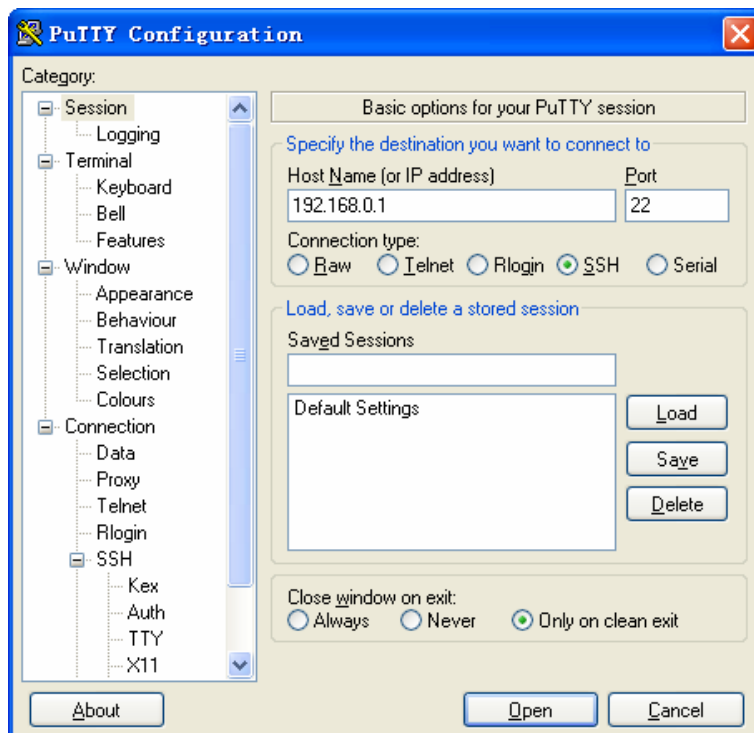 PuTTY Configuration
Category:
Session
Logging
Terminal
Keyboard
Bell
Features
Window
Appearance
Behaviour
Translation
Selection
Colours
Connection
Data
Proxy
Telnet
Rlogin
SSH
Kex
Auth
TTY
X11
Basic options for your PuTTY session
Specify the destination you want to connect to
Host Name (or IP address) Port
192.168.0.1 22
Connection type:
Raw Telnet Rlogin SSH Serial
Load, save or delete a stored session
Saved Sessions
Default Settings
Load
Save
Delete
Close window on exit:
Always Never Only on clean exit
About Open Cancel